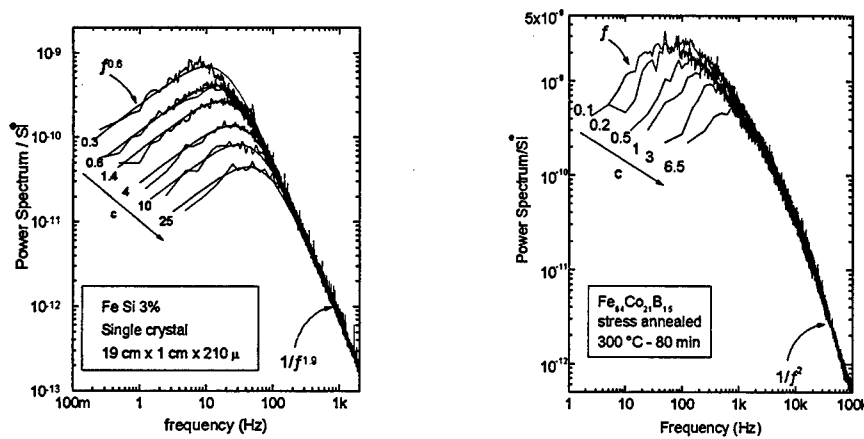 10^-9
10^-10
10^-11
10^-12
10^-13
Power Spectrum / Sİ
f^0.6
0.3
0.6
1.4
4
10
25
c
Fe Si 3%
Single crystal
19 cm x 1 cm x 210 µ
1/f^1.9
100m 1 10 100 1k
frequency (Hz)
5x10^-9
10^-9
10^-10
10^-11
10^-12
Power Spectrum/Sİ
f
0.1
0.2
0.5
1
3
6.5
c
Fe64Co21B15
stress annealed
300 °C - 80 min
1/f^2
1 10 100 1k 10k 100k
Frequency (Hz)